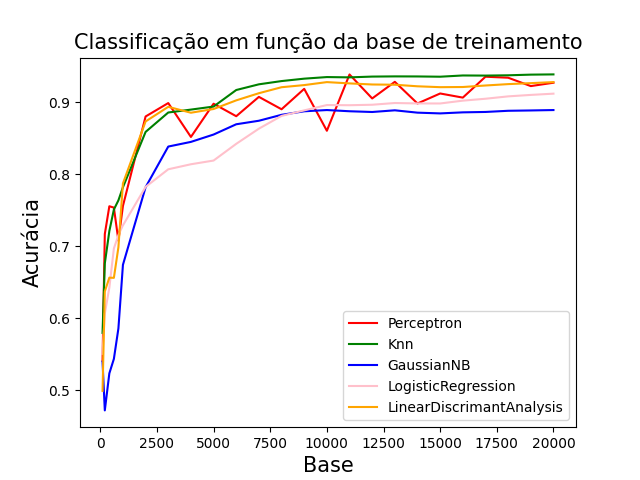 Classificação em função da base de treinamento
Acurácia
0.9
0.8
0.7
0.6
0.5
Perceptron
Knn
GaussianNB
LogisticRegression
LinearDiscrimantAnalysis
0 2500 5000 7500 10000 12500 15000 17500 20000
Base